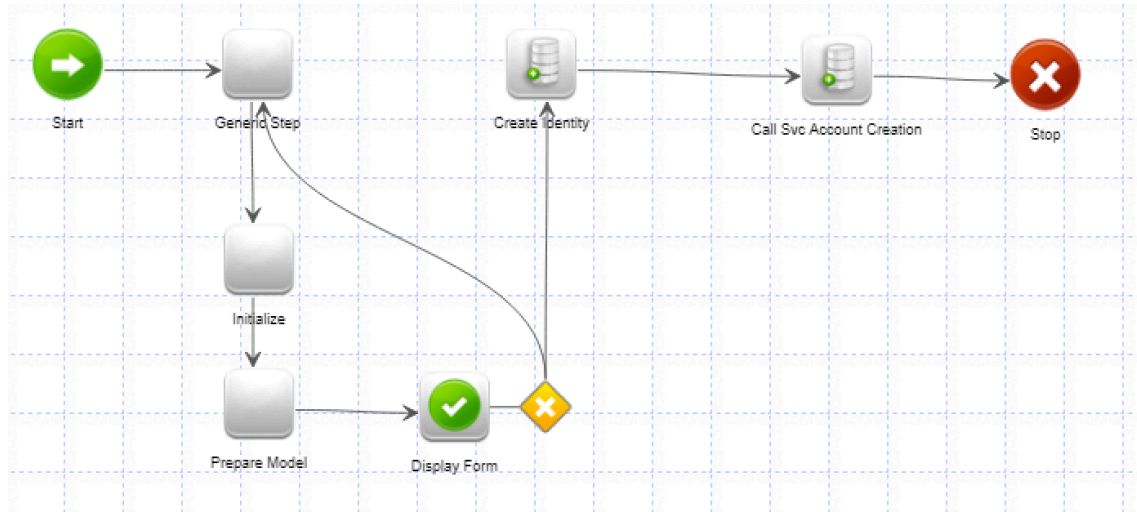 Start
Generic Step
Create Identity
Call Svc Account Creation
Stop
Initialize
Prepare Model
Display Form